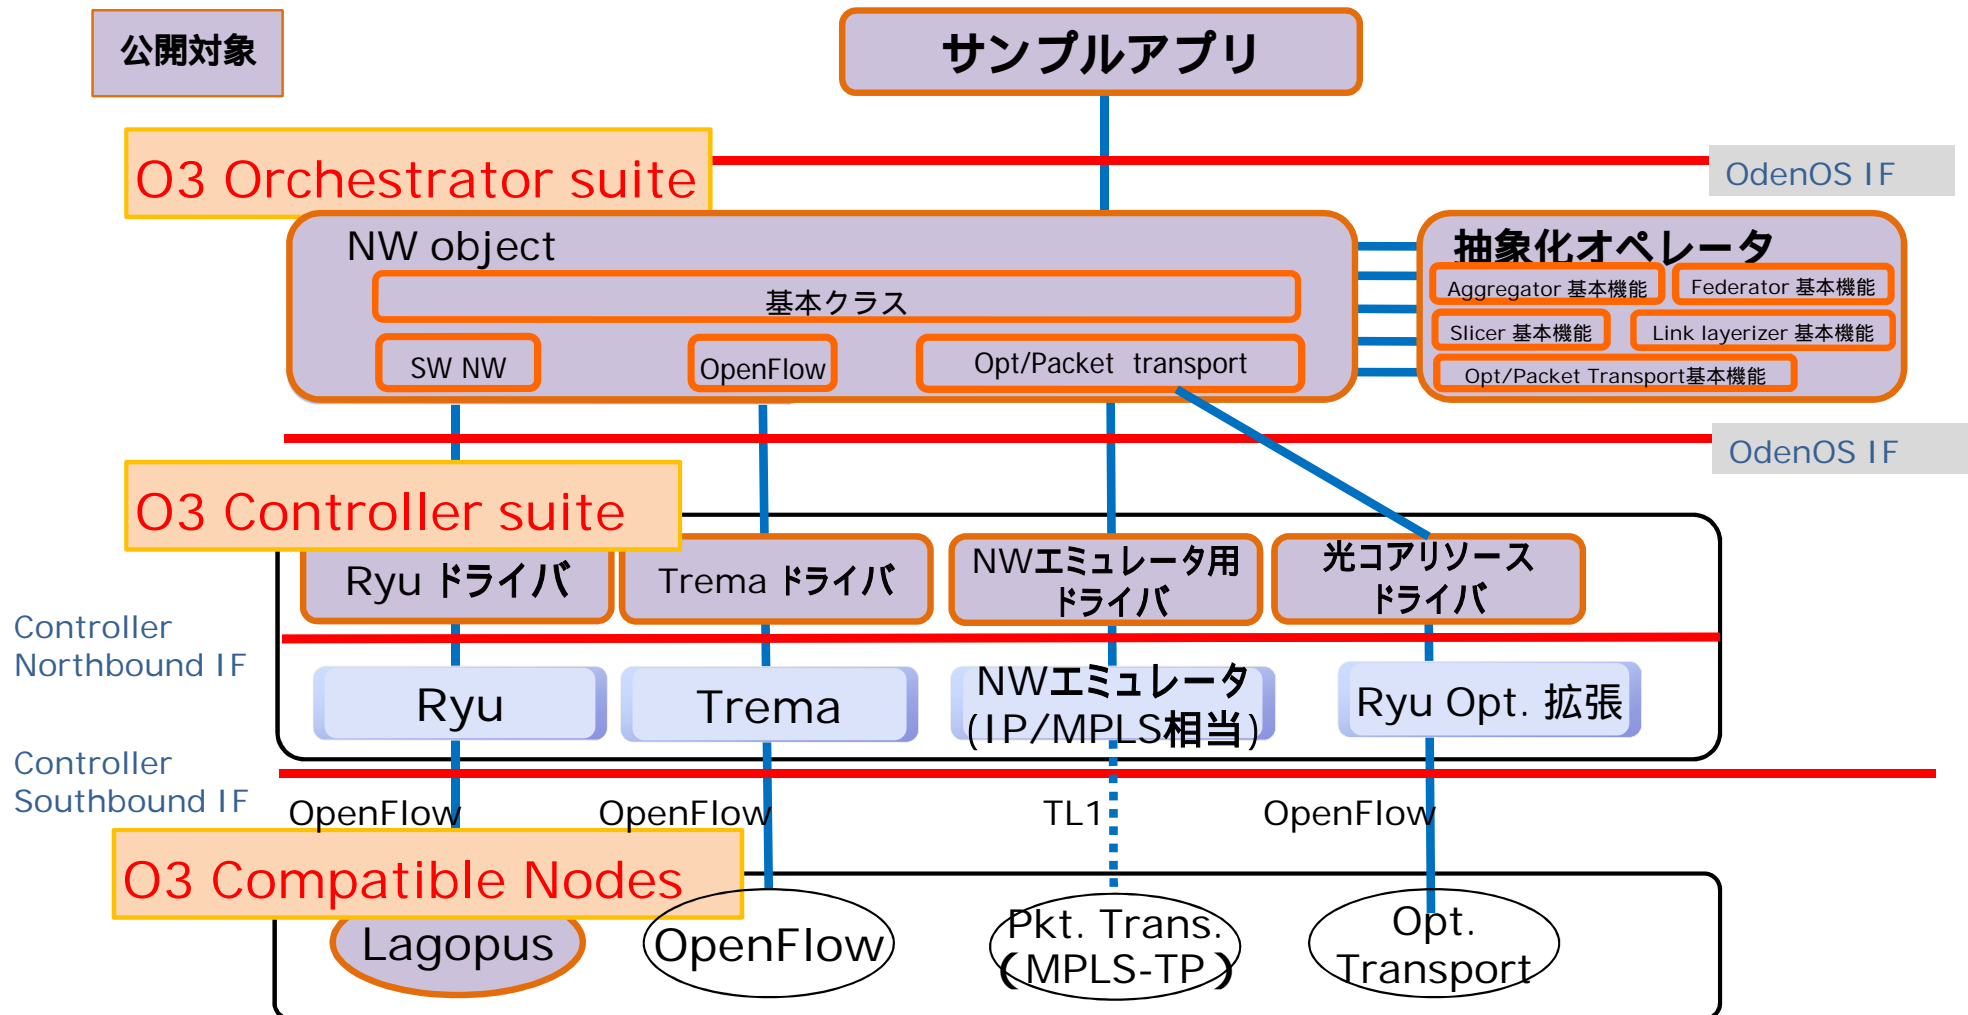 公開対象
サンプルアプリ
O3 Orchestrator suite
OdenOS IF
NW object
基本クラス
SW NW
OpenFlow
Opt/Packet transport
抽象化オペレータ
Aggregator 基本機能
Federator 基本機能
Slicer 基本機能
Link layerizer 基本機能
Opt/Packet Transport基本機能
OdenOS IF
O3 Controller suite
Ryu ドライバ
Trema ドライバ
NWエミュレータ用
ドライバ
光コアリソース
ドライバ
Controller
Northbound IF
Ryu
Trema
NWエミュレータ
(IP/MPLS相当)
Ryu Opt. 拡張
Controller
Southbound IF
OpenFlow
OpenFlow
TL1
OpenFlow
O3 Compatible Nodes
Lagopus
OpenFlow
Pkt. Trans.
(MPLS-TP)
Opt.
Transport